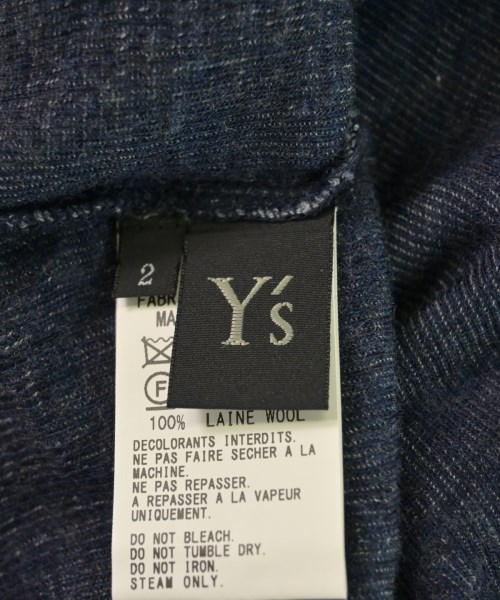 2
Y's
FABR
MA
F
100% LAINE WOOL
DECOLORANTS INTERDITS.
NE PAS FAIRE SECHER A LA
MACHINE.
NE PAS REPASSER.
A REPASSER A LA VAPEUR
UNIQUEMENT.
DO NOT BLEACH.
DO NOT TUMBLE DRY.
DO NOT IRON.
STEAM ONLY.